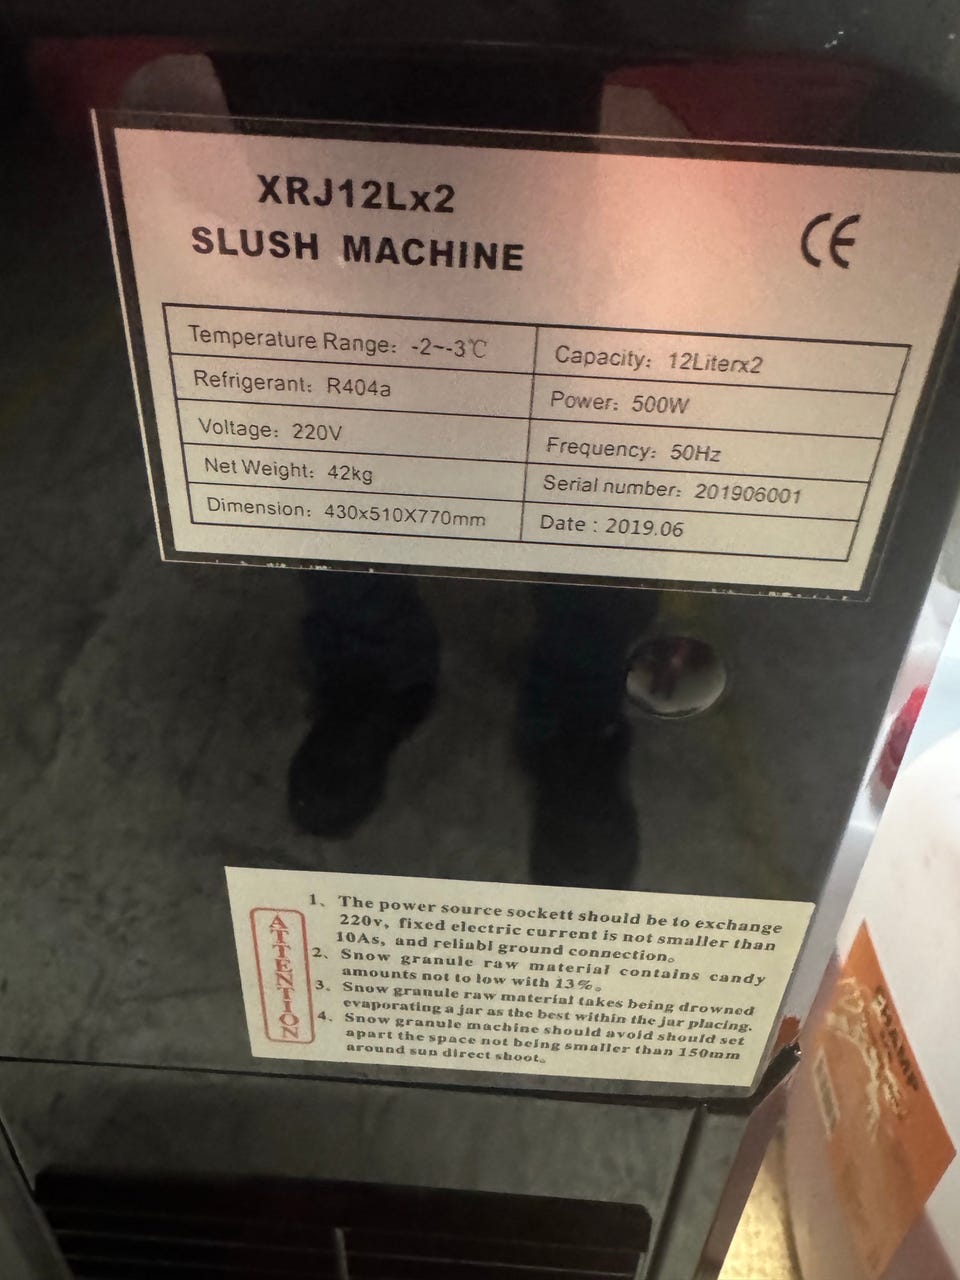 XRJ12Lx2
SLUSH MACHINE
CE
Temperature Range: -2~-3℃
Capacity: 12Literx2
Refrigerant: R404a
Power: 500W
Voltage: 220V
Frequency: 50Hz
Net Weight: 42kg
Serial number: 201906001
Dimension: 430x510X770mm
Date : 2019.06
ATTENTION
1、The power source sockett should be to exchange
220v, fixed electric current is not smaller than
10As, and reliabl ground connection。
2、Snow granule raw material contains candy
amounts not to low with 13%。
3、Snow granule raw material takes being drowned
evaporating a jar as the best within the jar placing.
4、Snow granule machine should avoid should set
apart the space not being smaller than 150mm
around sun direct shoot。